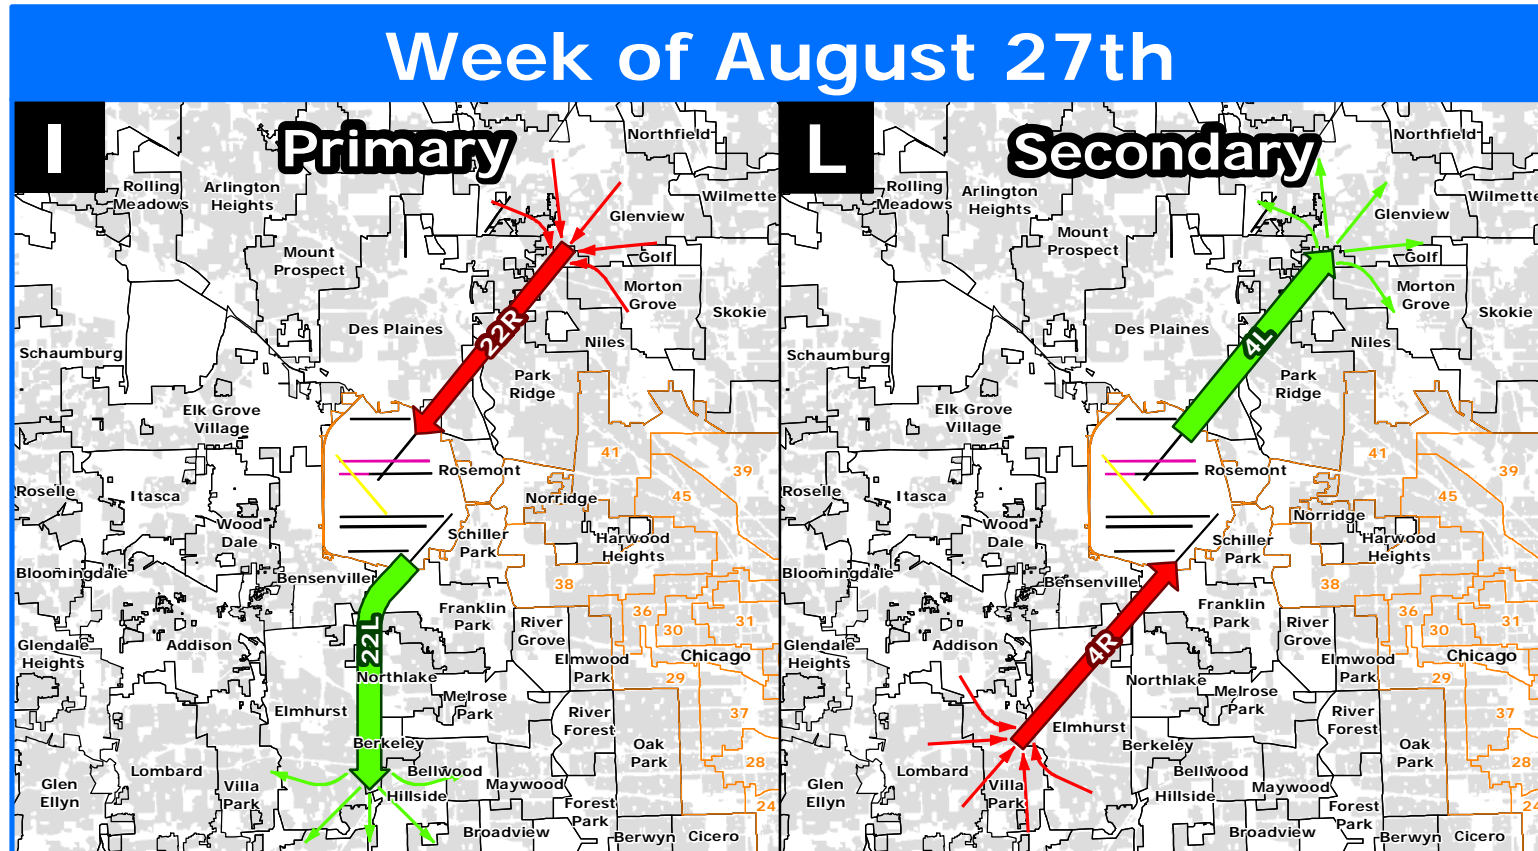 Week of August 27th
I
Primary
Northfield
Rolling
Meadows
Arlington
Heights
Wilmette
Glenview
Mount
Prospect
Golf
Morton
Grove
Skokie
22R
Des Plaines
Niles
Schaumburg
Park
Ridge
Elk Grove
Village
41
39
Rosemont
Roselle
Itasca
Norridge
45
Wood
Dale
Schiller
Park
Harwood
Heights
Bloomingdale
Bensenville
38
Franklin
Park
36
31
River
Grove
30
22L
Glendale
Heights
Addison
Elmwood
Park
Chicago
Northlake
29
Melrose
Park
Elmhurst
River
Forest
37
Berkeley
Oak
Park
28
Lombard
Bellwood
Glen
Ellyn
Villa
Park
Maywood
Hillside
Forest
Park
24
Broadview
Berwyn
Cicero
L
Secondary
Northfield
Rolling
Meadows
Arlington
Heights
Wilmette
Glenview
Mount
Prospect
Golf
Morton
Grove
Skokie
4L
Des Plaines
Niles
Schaumburg
Park
Ridge
Elk Grove
Village
41
39
Rosemont
Roselle
Itasca
45
Norridge
Wood
Dale
Schiller
Park
Harwood
Heights
Bloomingdale
Bensenville
38
Franklin
Park
36
31
River
Grove
30
4R
Glendale
Heights
Addison
Elmwood
Park
Chicago
Northlake
29
Melrose
Park
Elmhurst
River
Forest
37
Berkeley
Oak
Park
28
Lombard
Bellwood
Glen
Ellyn
Villa
Park
Maywood
Hillside
Forest
Park
24
Broadview
Berwyn
Cicero